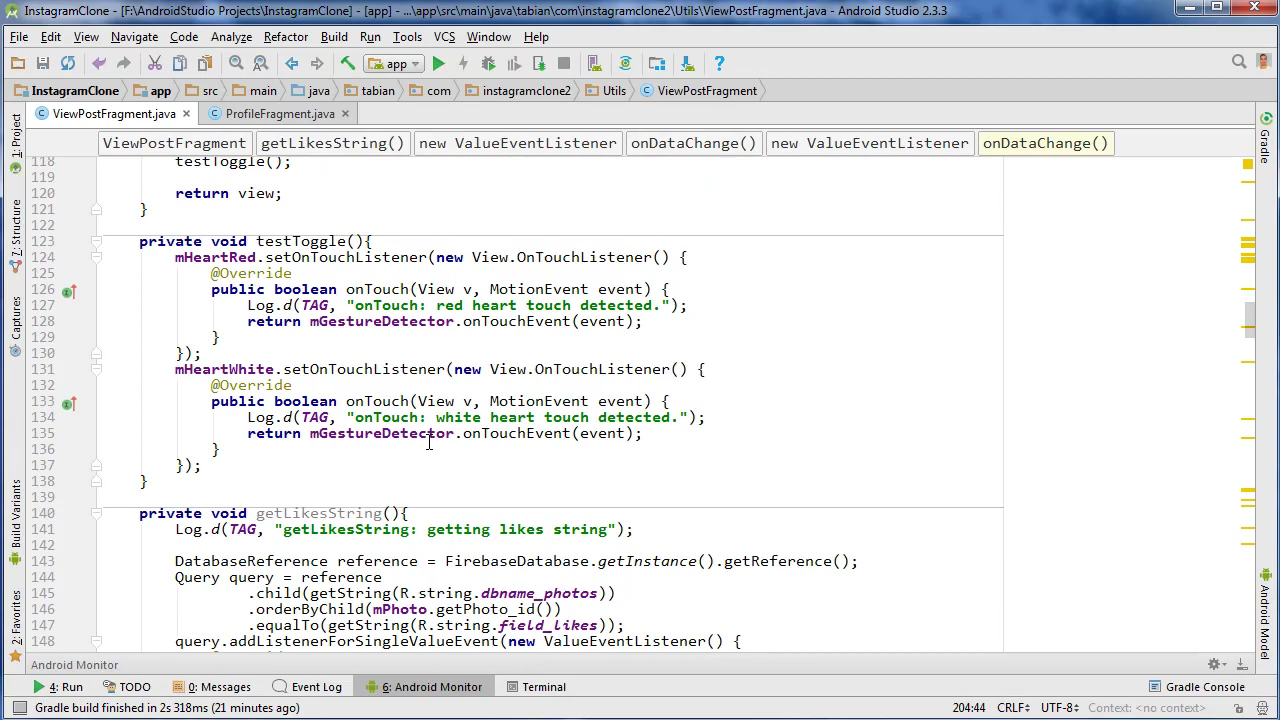 InstagramClone - [F:\AndroidStudio Projects\InstagramClone] - [app] - ...\app\src\main\java\tabian\com\instagramclone2\Utils\ViewPostFragment.java - Android Studio 2.3.3
File Edit View Navigate Code Analyze Refactor Build Run Tools VCS Window Help
app
InstagramClone app src main java tabian com instagramclone2 Utils ViewPostFragment
ViewPostFragment.java ProfileFragment.java
ViewPostFragment getLikesString() new ValueEventListener onDataChange() new ValueEventListener onDataChange()
118 testToggle();
119
120 return view;
121 }
122
123 private void testToggle(){
124 mHeartRed.setOnTouchListener(new View.OnTouchListener() {
125 @Override
126 public boolean onTouch(View v, MotionEvent event) {
127 Log.d(TAG, "onTouch: red heart touch detected.");
128 return mGestureDetector.onTouchEvent(event);
129 }
130 });
131 mHeartWhite.setOnTouchListener(new View.OnTouchListener() {
132 @Override
133 public boolean onTouch(View v, MotionEvent event) {
134 Log.d(TAG, "onTouch: white heart touch detected.");
135 return mGestureDetector.onTouchEvent(event);
136 }
137 });
138 }
139
140 private void getLikesString(){
141 Log.d(TAG, "getLikesString: getting likes string");
142
143 DatabaseReference reference = FirebaseDatabase.getInstance().getReference();
144 Query query = reference
145 .child(getString(R.string.dbname_photos))
146 .orderByChild(mPhoto.getPhoto_id())
147 .equalTo(getString(R.string.field_likes));
148 query.addListenerForSingleValueEvent(new ValueEventListener() {
1: Project
7: Structure
Captures
Build Variants
2: Favorites
Gradle
Android Model
Android Monitor
4: Run TODO 0: Messages Event Log 6: Android Monitor Terminal Gradle Console
Gradle build finished in 2s 318ms (21 minutes ago) 204:44 CRLF÷ UTF-8÷ Context: <no context>